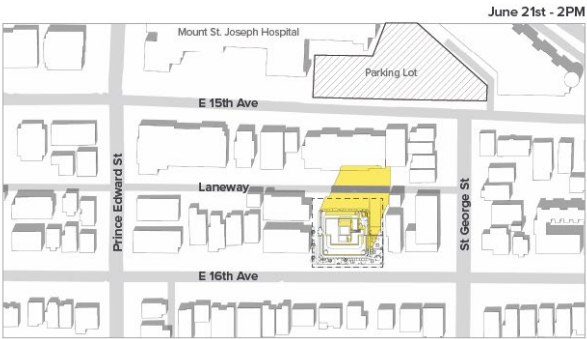 June 21st - 2PM
Mount St. Joseph Hospital
Parking Lot
E 15th Ave
Prince Edward St
Laneway
St George St
E 16th Ave